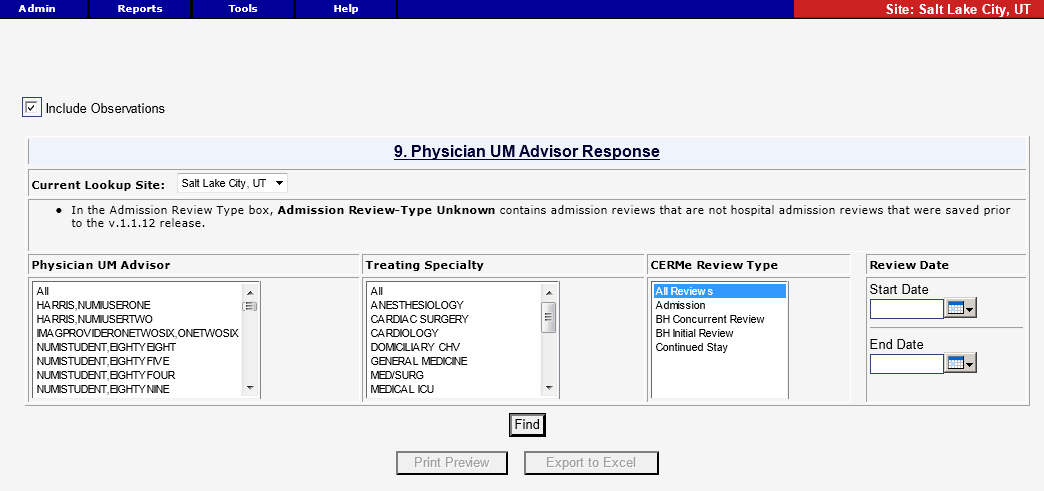 Admin Reports Tools Help Site: Salt Lake City, UT
Include Observations
9. Physician UM Advisor Response
Current Lookup Site: Salt Lake City, UT
In the Admission Review Type box, Admission Review-Type Unknown contains admission reviews that are not hospital admission reviews that were saved prior
to the v.1.1.12 release.
Physician UM Advisor
All
HARRIS,NUMIUSERONE
HARRIS,NUMIUSERTWO
IMAGPROVIDERONETWOSIX,ONETWOSIX
NUMISTUDENT,EIGHTYEIGHT
NUMISTUDENT,EIGHTYFIVE
NUMISTUDENT,EIGHTYFOUR
NUMISTUDENT,EIGHTYNINE
Treating Specialty
All
ANESTHESIOLOGY
CARDIAC SURGERY
CARDIOLOGY
DOMICILIARY CHV
GENERAL MEDICINE
MED/SURG
MEDICAL ICU
CERMe Review Type
All Reviews
Admission
BH Concurrent Review
BH Initial Review
Continued Stay
Review Date
Start Date
End Date
Find
Print Preview Export to Excel